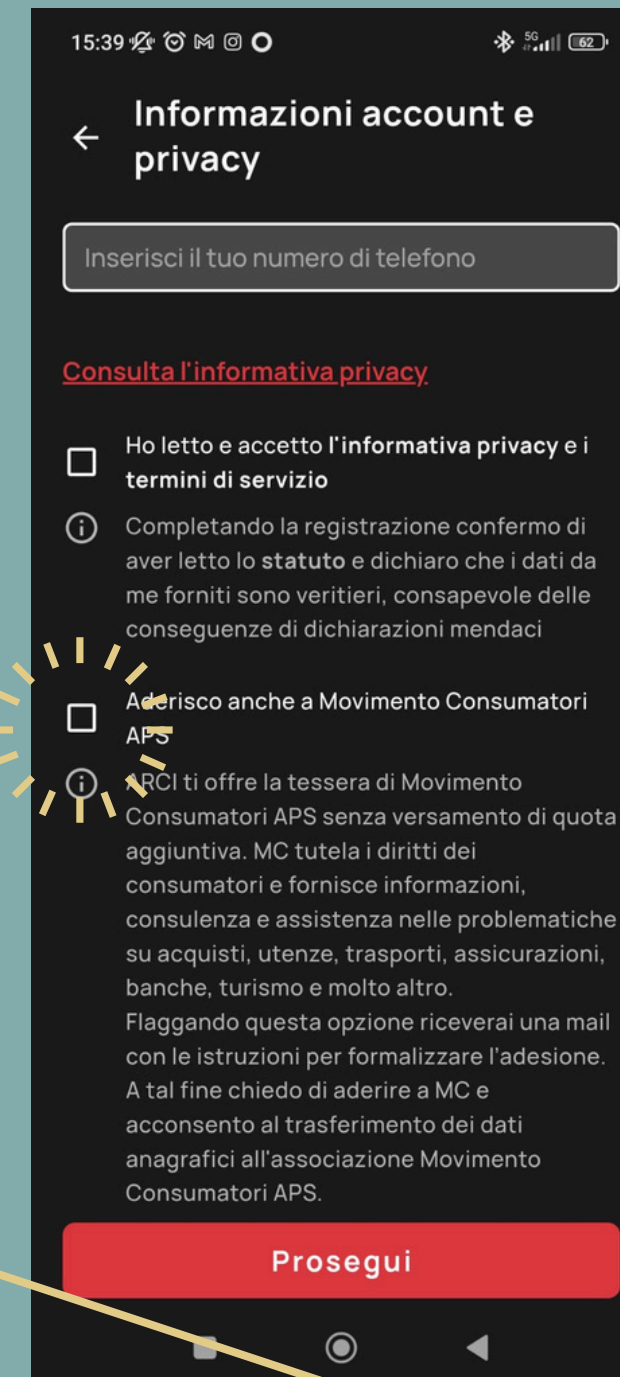 15:39
5G
62
Informazioni account e
privacy
Inserisci il tuo numero di telefono
Consulta l'informativa privacy
Ho letto e accetto l'informativa privacy e i
termini di servizio
Completando la registrazione confermo di
aver letto lo statuto e dichiaro che i dati da
me forniti sono veritieri, consapevole delle
conseguenze di dichiarazioni mendaci
Aderisco anche a Movimento Consumatori
APS
ARCI ti offre la tessera di Movimento
Consumatori APS senza versamento di quota
aggiuntiva. MC tutela i diritti dei
consumatori e fornisce informazioni,
consulenza e assistenza nelle problematiche
su acquisti, utenze, trasporti, assicurazioni,
banche, turismo e molto altro.
Flaggando questa opzione riceverai una mail
con le istruzioni per formalizzare l'adesione.
A tal fine chiedo di aderire a MC e
acconsento al trasferimento dei dati
anagrafici all'associazione Movimento
Consumatori APS.
Prosegui